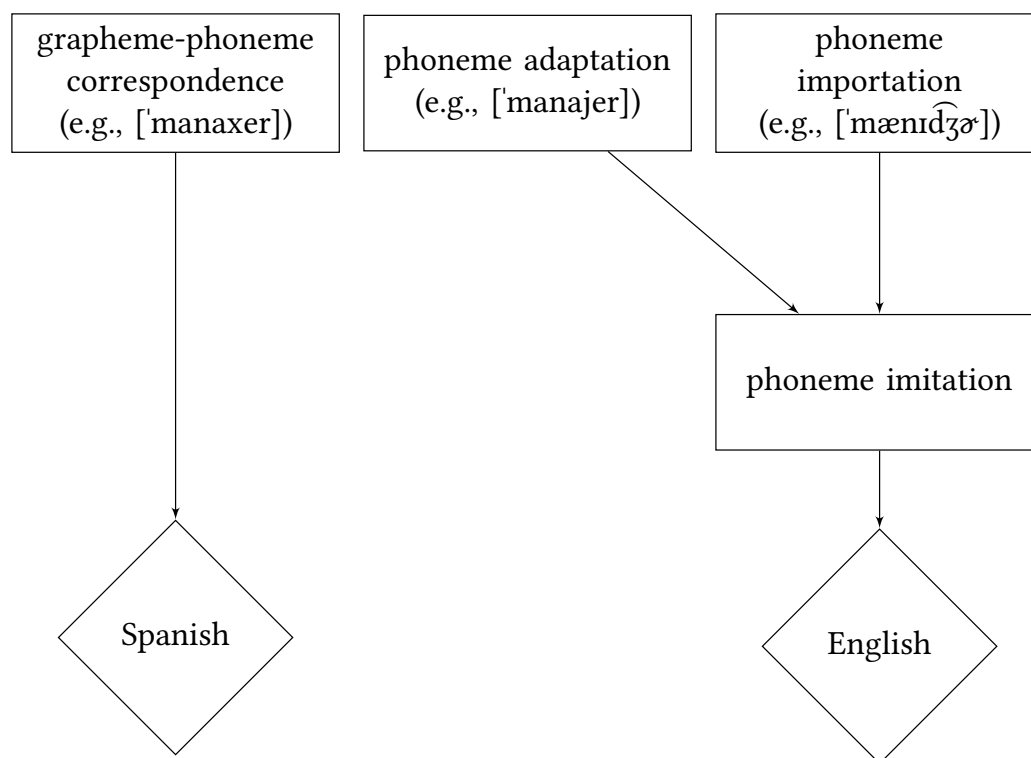 grapheme-phoneme
correspondence
(e.g., [ˈmanaxer])
phoneme adaptation
(e.g., [ˈmanajer])
phoneme
importation
(e.g., [ˈmænɪd͡ʒɚ])
phoneme imitation
Spanish
English